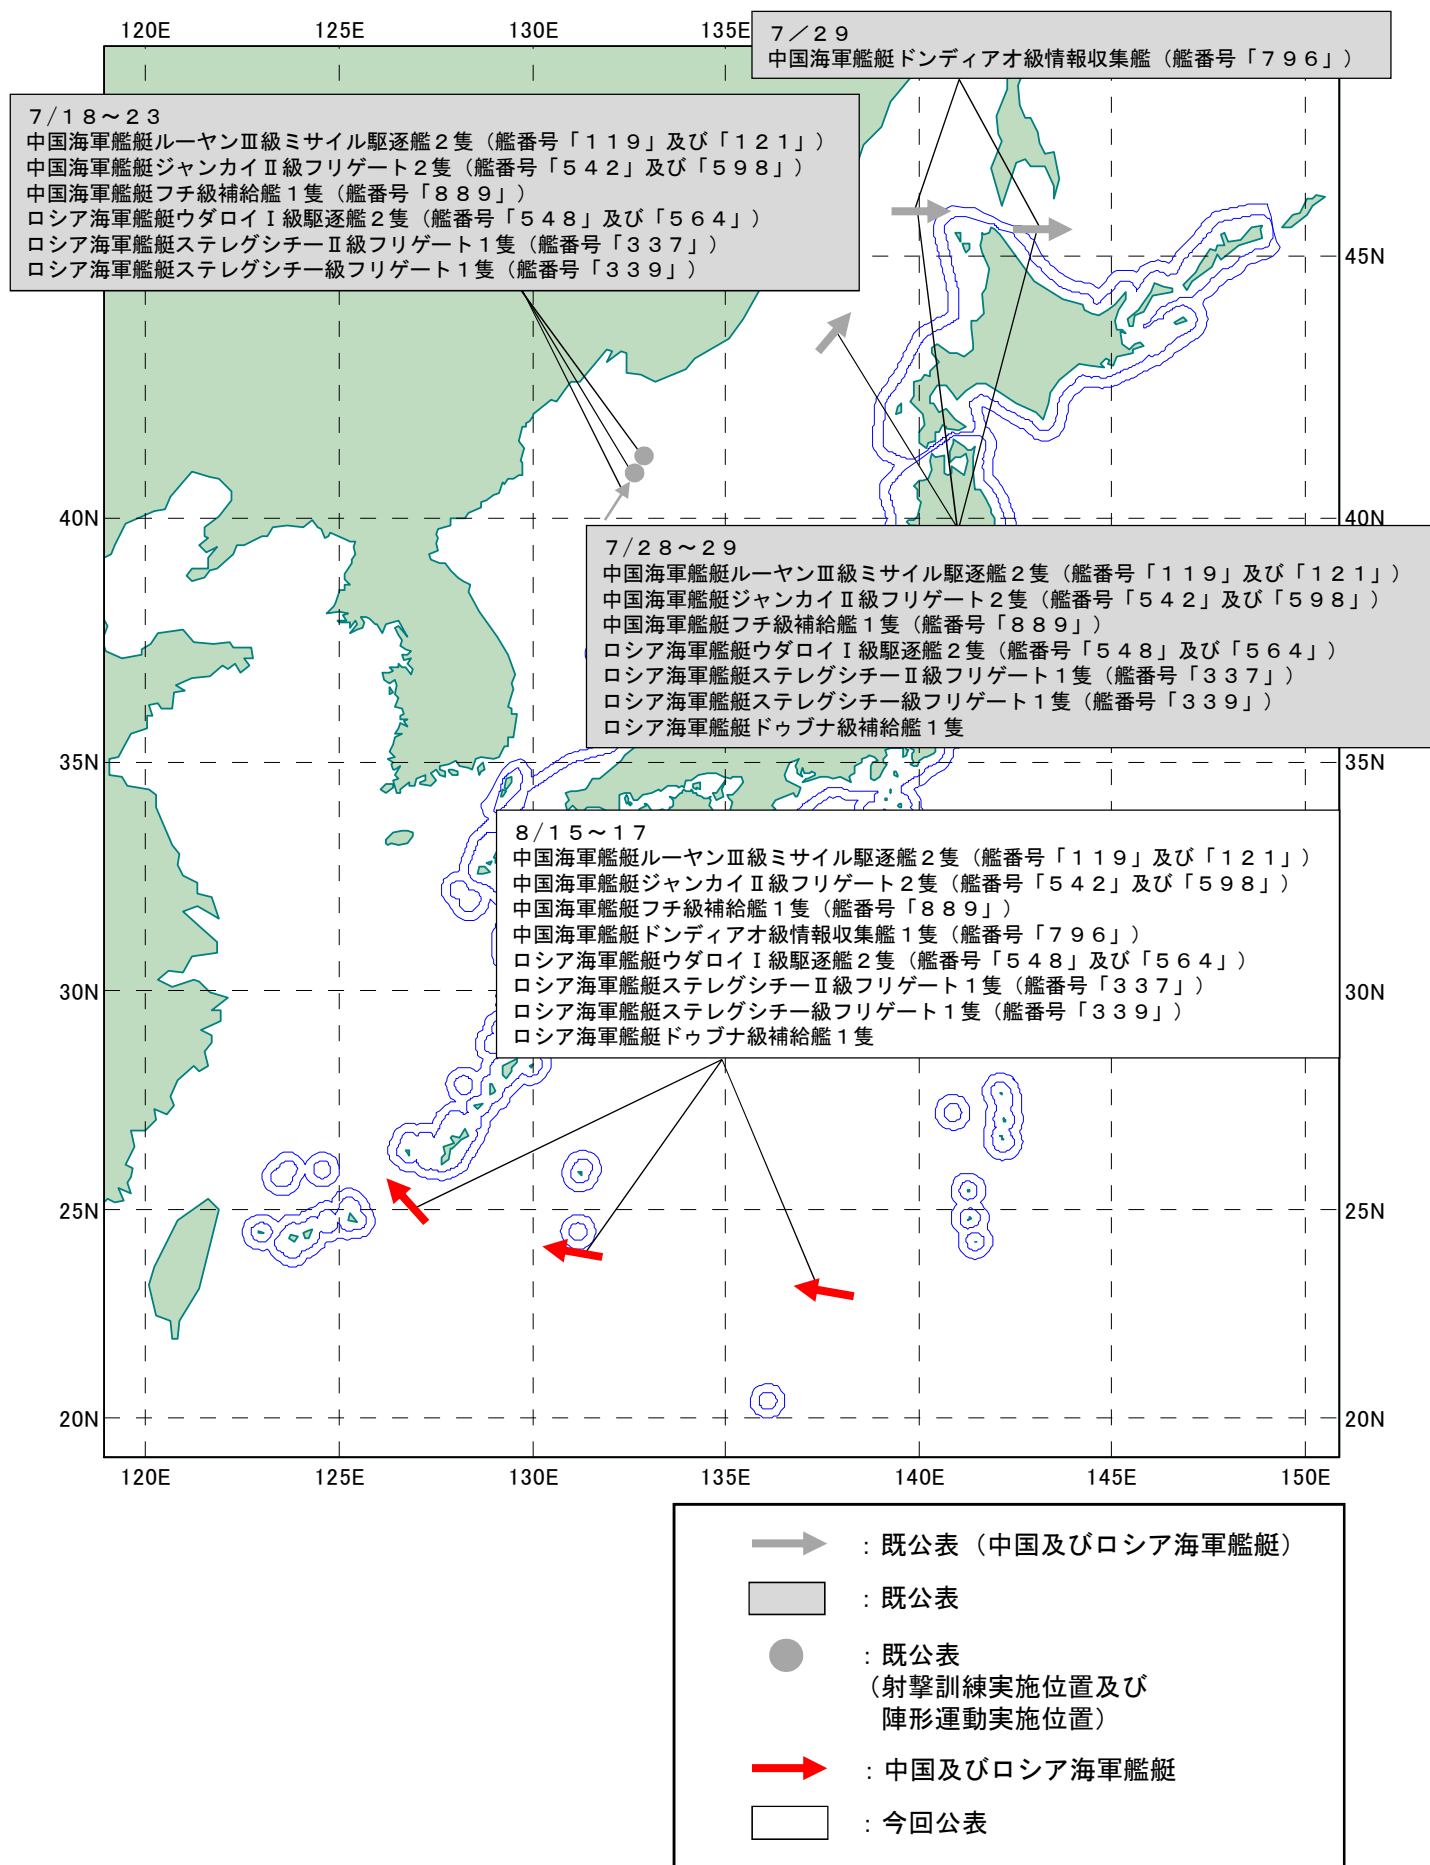 120E 125E 130E 135E
7／29
中国海軍艦艇ドンディアオ級情報収集艦（艦番号「796」）
7/18～23
中国海軍艦艇ルーヤンⅢ級ミサイル駆逐艦２隻（艦番号「119」及び「121」）
中国海軍艦艇ジャンカイⅡ級フリゲート２隻（艦番号「542」及び「598」）
中国海軍艦艇フチ級補給艦１隻（艦番号「889」）
ロシア海軍艦艇ウダロイⅠ級駆逐艦２隻（艦番号「548」及び「564」）
ロシア海軍艦艇ステレグシチーⅡ級フリゲート１隻（艦番号「337」）
ロシア海軍艦艇ステレグシチー級フリゲート１隻（艦番号「339」）
45N
40N 40N
7/28～29
中国海軍艦艇ルーヤンⅢ級ミサイル駆逐艦２隻（艦番号「119」及び「121」）
中国海軍艦艇ジャンカイⅡ級フリゲート２隻（艦番号「542」及び「598」）
中国海軍艦艇フチ級補給艦１隻（艦番号「889」）
ロシア海軍艦艇ウダロイⅠ級駆逐艦２隻（艦番号「548」及び「564」）
ロシア海軍艦艇ステレグシチーⅡ級フリゲート１隻（艦番号「337」）
ロシア海軍艦艇ステレグシチー級フリゲート１隻（艦番号「339」）
ロシア海軍艦艇ドゥブナ級補給艦１隻
35N 35N
8/15～17
中国海軍艦艇ルーヤンⅢ級ミサイル駆逐艦２隻（艦番号「119」及び「121」）
中国海軍艦艇ジャンカイⅡ級フリゲート２隻（艦番号「542」及び「598」）
中国海軍艦艇フチ級補給艦１隻（艦番号「889」）
中国海軍艦艇ドンディアオ級情報収集艦１隻（艦番号「796」）
ロシア海軍艦艇ウダロイⅠ級駆逐艦２隻（艦番号「548」及び「564」）
ロシア海軍艦艇ステレグシチーⅡ級フリゲート１隻（艦番号「337」）
ロシア海軍艦艇ステレグシチー級フリゲート１隻（艦番号「339」）
ロシア海軍艦艇ドゥブナ級補給艦１隻
30N 30N
25N 25N
20N 20N
120E 125E 130E 135E 140E 145E 150E
：既公表（中国及びロシア海軍艦艇）
：既公表
：既公表
（射撃訓練実施位置及び
陣形運動実施位置）
：中国及びロシア海軍艦艇
：今回公表